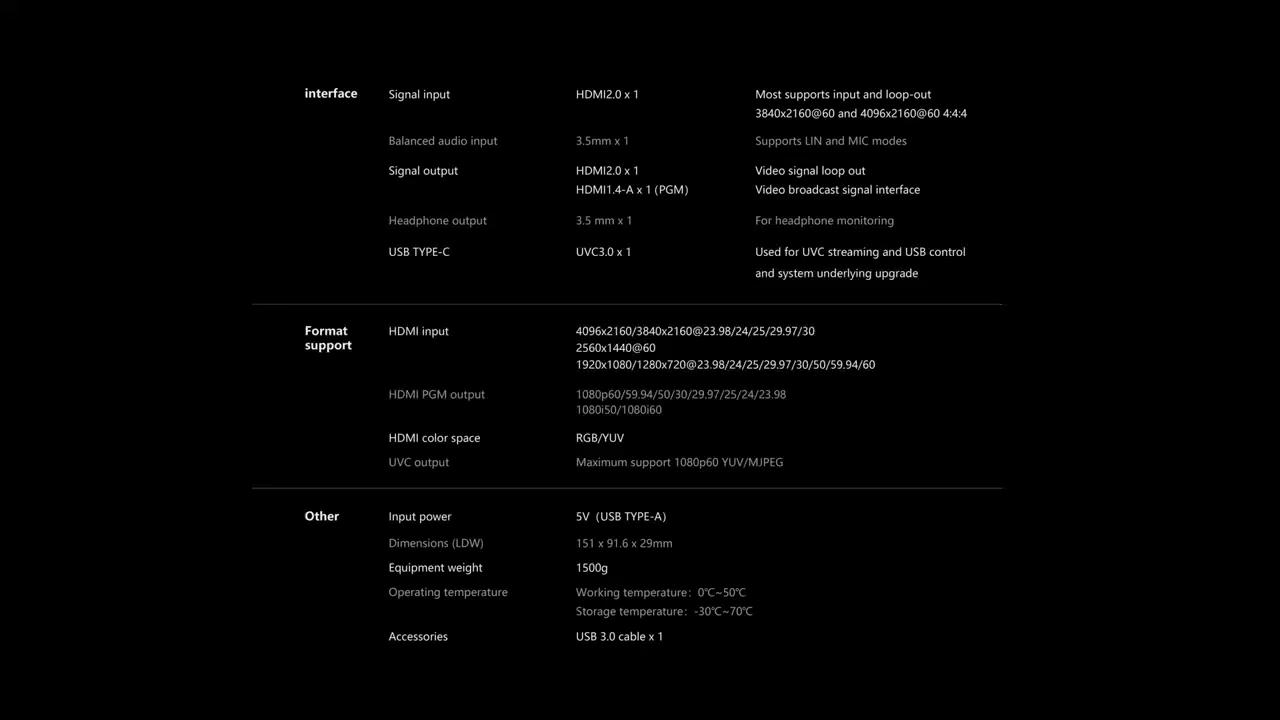 interface Signal input HDMI2.0 x 1 Most supports input and loop-out
3840x2160@60 and 4096x2160@60 4:4:4
Balanced audio input 3.5mm x 1 Supports LIN and MIC modes
Signal output HDMI2.0 x 1 Video signal loop out
HDMI1.4-A x 1 (PGM) Video broadcast signal interface
Headphone output 3.5 mm x 1 For headphone monitoring
USB TYPE-C UVC3.0 x 1 Used for UVC streaming and USB control
and system underlying upgrade
Format HDMI input 4096x2160/3840x2160@23.98/24/25/29.97/30
support
2560x1440@60
1920x1080/1280x720@23.98/24/25/29.97/30/50/59.94/60
HDMI PGM output 1080p60/59.94/50/30/29.97/25/24/23.98
1080i50/1080i60
HDMI color space RGB/YUV
UVC output Maximum support 1080p60 YUV/MJPEG
Other Input power 5V（USB TYPE-A）
Dimensions (LDW) 151 x 91.6 x 29mm
Equipment weight 1500g
Operating temperature Working temperature：0℃~50℃
Storage temperature：-30℃~70℃
Accessories USB 3.0 cable x 1